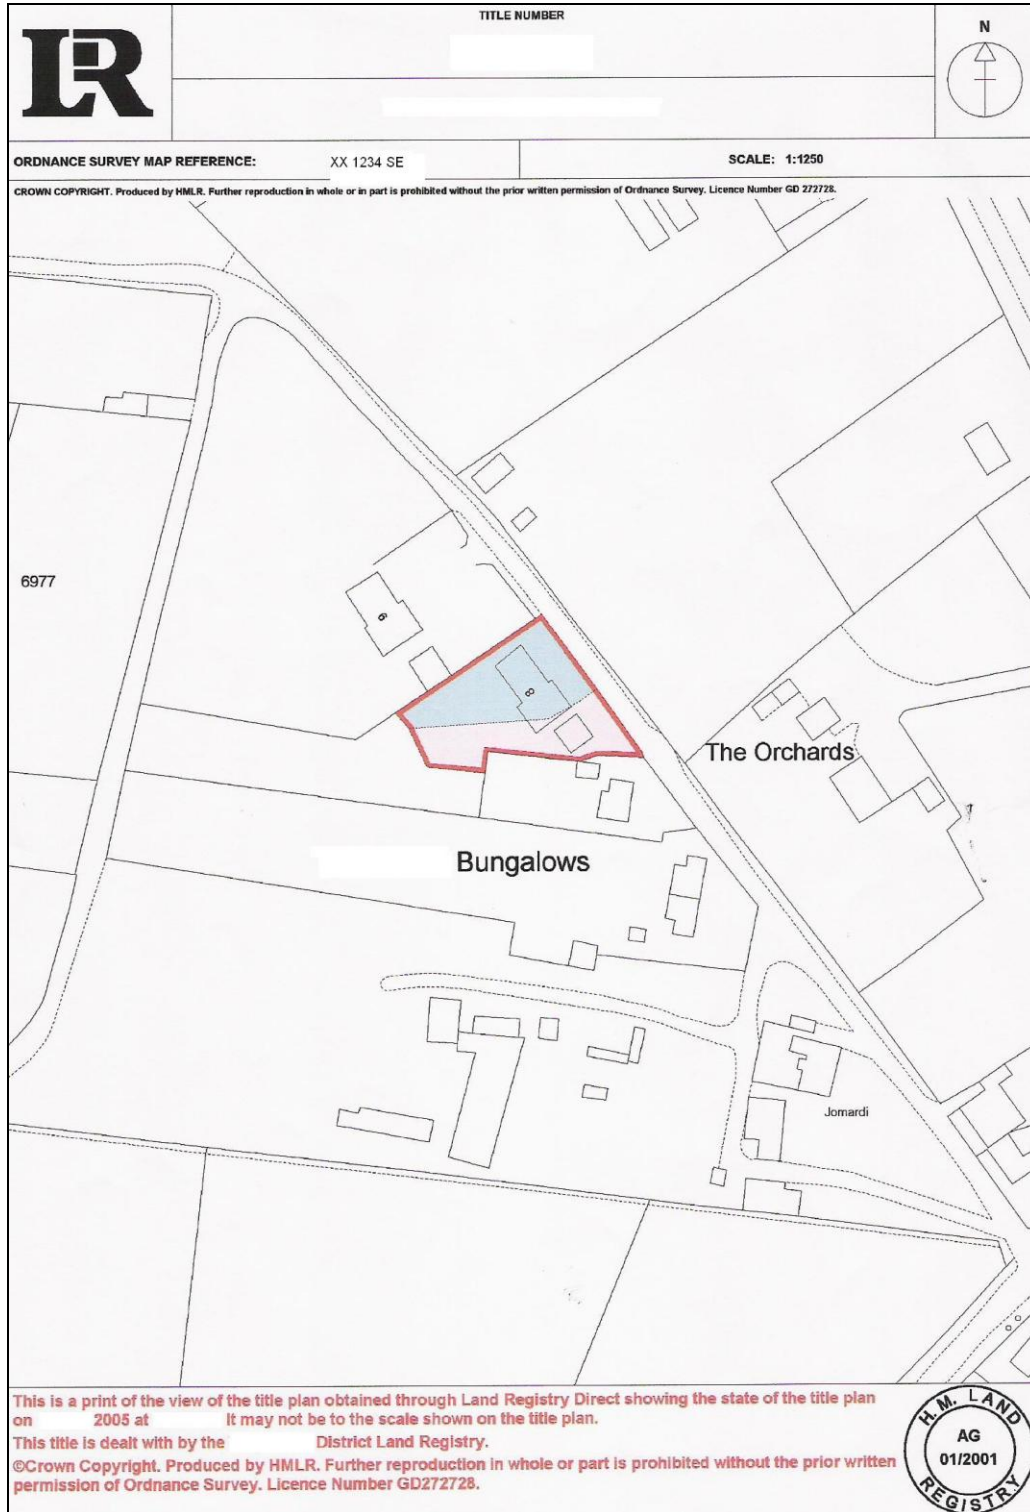 LR
TITLE NUMBER
N
ORDNANCE SURVEY MAP REFERENCE: XX 1234 SE
SCALE: 1:1250
CROWN COPYRIGHT. Produced by HMLR. Further reproduction in whole or in part is prohibited without the prior written permission of Ordnance Survey. Licence Number GD 272728.
6977
6
8
The Orchards
Bungalows
Jomardi
This is a print of the view of the title plan obtained through Land Registry Direct showing the state of the title plan
on 2005 at It may not be to the scale shown on the title plan.
This title is dealt with by the District Land Registry.
©Crown Copyright. Produced by HMLR. Further reproduction in whole or part is prohibited without the prior written
permission of Ordnance Survey. Licence Number GD272728.
H.M. LAND
AG
01/2001
REGISTRY